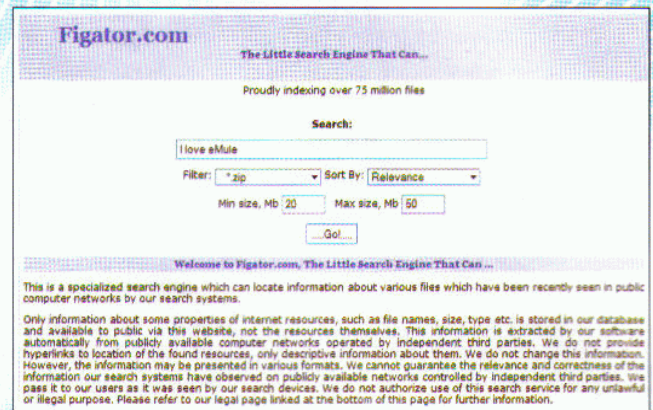 Figator.com
The Little Search Engine That Can...
Proudly indexing over 75 million files
Search:
I love eMule
Filter: *.zip Sort By: Relevance
Min size, Mb 20 Max size, Mb 50
...Go!...
Welcome to Figator.com, The Little Search Engine That Can ...
This is a specialized search engine which can locate information about various files which have been recently seen in public
computer networks by our search systems.
Only information about some properties of internet resources, such as file names, size, type etc. is stored in our database
and available to public via this website, not the resources themselves. This information is extracted by our software
automatically from publicly available computer networks operated by independent third parties. We do not provide
hyperlinks to location of the found resources, only descriptive information about them. We do not change this information.
However, the information may be presented in various formats. We cannot guarantee the relevance and correctness of the
information our search systems have observed on publicly available networks controlled by independent third parties. We
pass it to our users as it was seen by our search devices. We do not authorize use of this search service for any unlawful
or illegal purpose. Please refer to our legal page linked at the bottom of this page for further information.